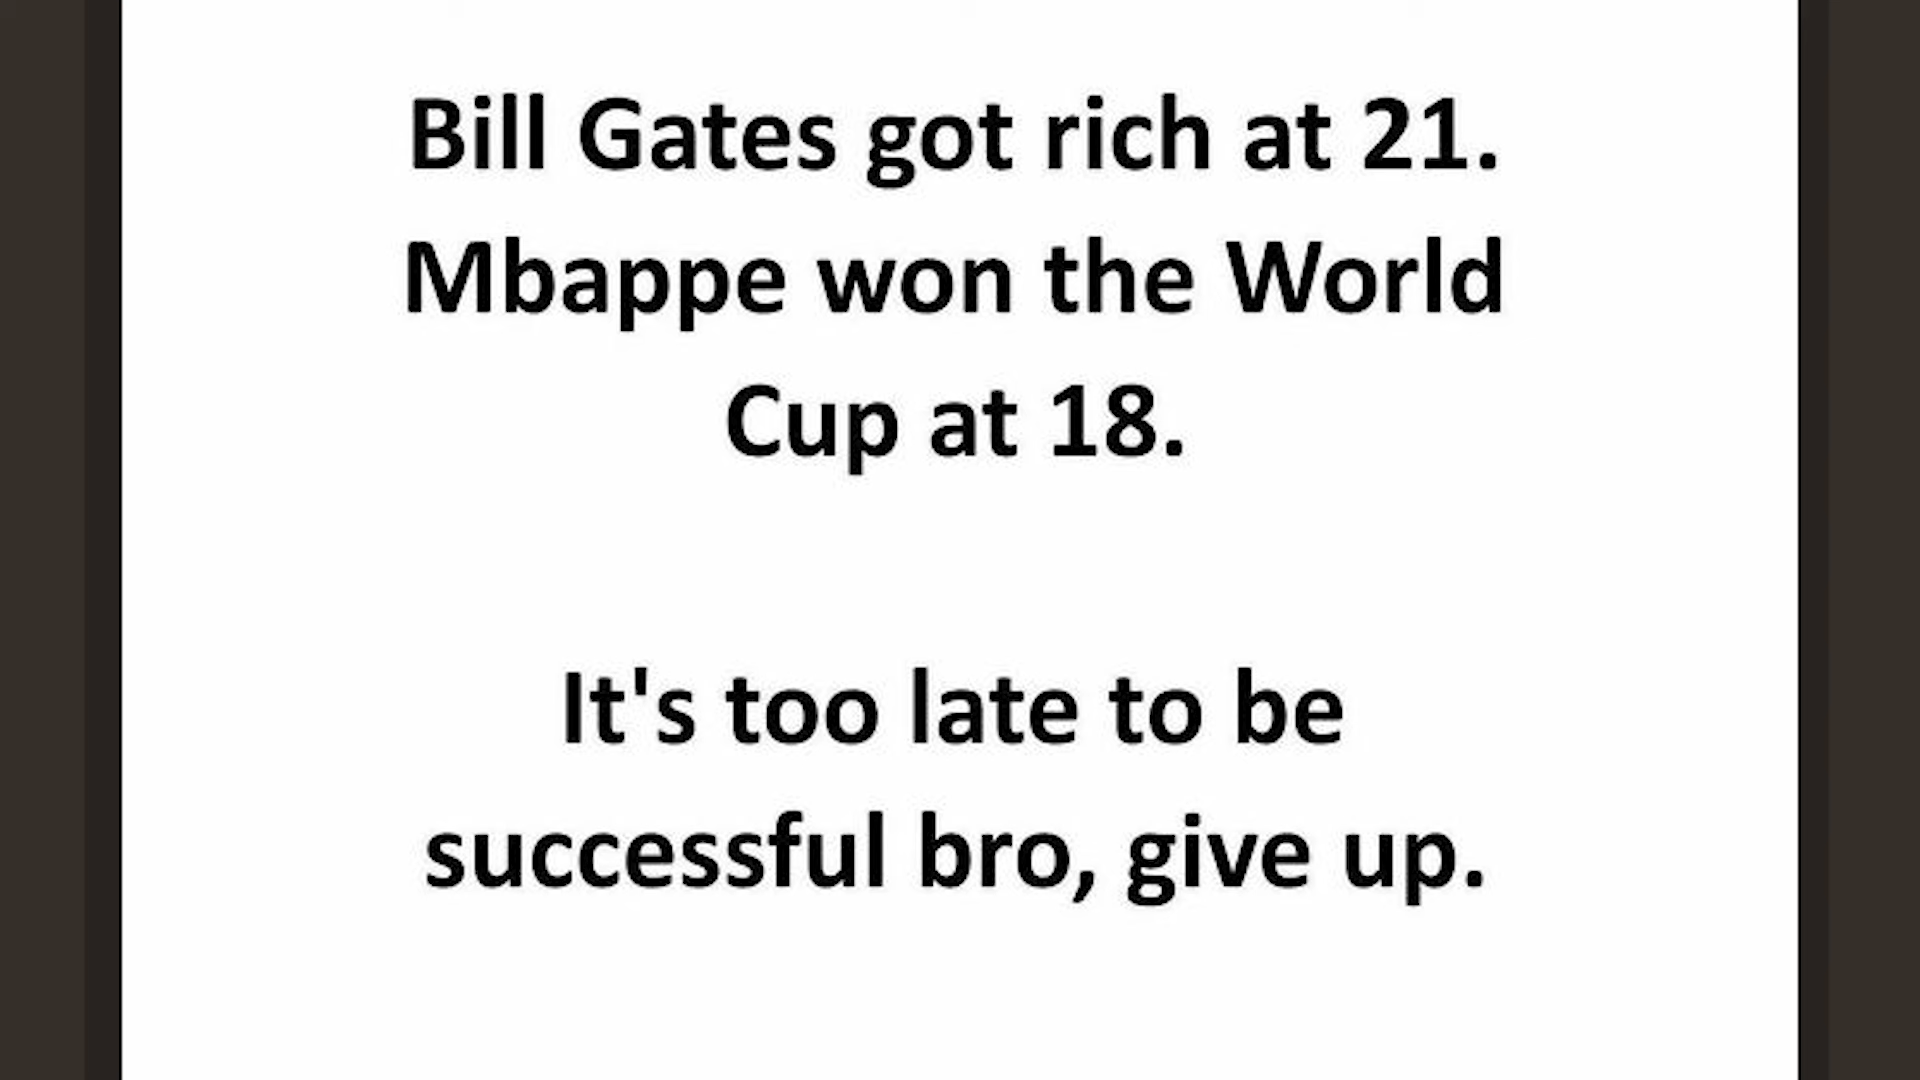 Bill Gates got rich at 21.
Mbappe won the World
Cup at 18.
It's too late to be
successful bro, give up.